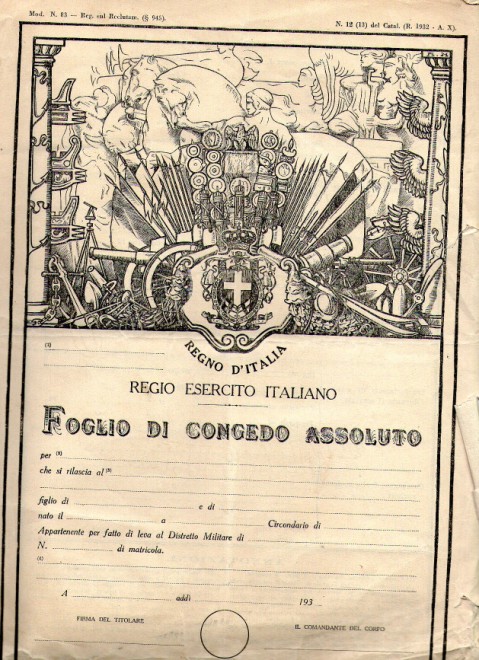 Mod. N. 83 — Reg. sul Reclutam. (§ 945).
N. 12 (13) del Catal. (R. 1932 - A. X).
REGNO D'ITALIA
(1)
REGIO ESERCITO ITALIANO
FOGLIO DI CONGEDO ASSOLUTO
per (2)
che si rilascia al (3)
figlio di e di
nato il a Circondario di
Appartenente per fatto di leva al Distretto Militare di
N. di matricola.
(4)
A addì 193
FIRMA DEL TITOLARE
IL COMANDANTE DEL CORPO